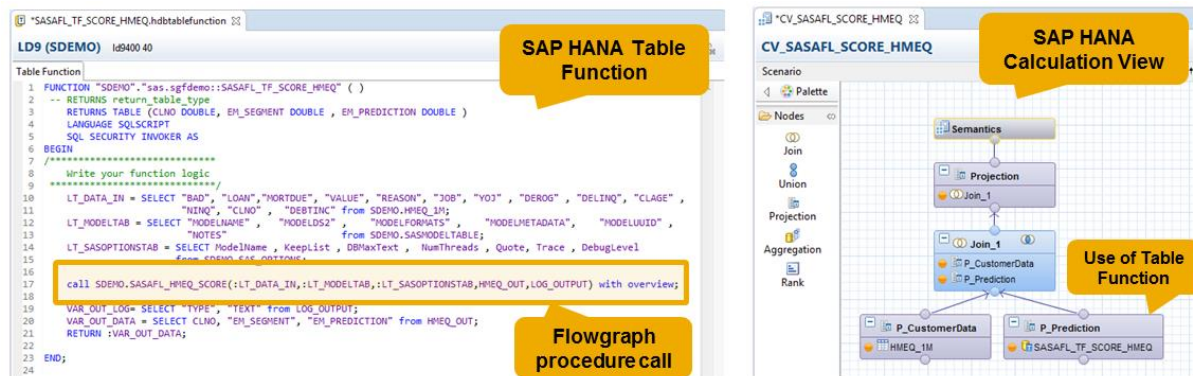 *SASAFL_TF_SCORE_HMEQ.hdbtablefunction
LD9 (SDEMO) ld9400 40
SAP HANA Table
Function
Table Function
1 FUNCTION "SDEMO"."sas.sgfdemo::SASAFL_TF_SCORE_HMEQ" ( )
2 -- RETURNS return_table_type
3 RETURNS TABLE (CLNO DOUBLE, EM_SEGMENT DOUBLE , EM_PREDICTION DOUBLE )
4 LANGUAGE SQLSCRIPT
5 SQL SECURITY INVOKER AS
6 BEGIN
7 /*****************************
8 Write your function logic
9 *****************************/
10 LT_DATA_IN = SELECT "BAD", "LOAN","MORTDUE", "VALUE", "REASON", "JOB", "YOJ" , "DEROG" , "DELINQ", "CLAGE" ,
11 "NINQ", "CLNO" , "DEBTINC" from SDEMO.HMEQ_1M;
12 LT_MODELTAB = SELECT "MODELNAME" , "MODELDS2" , "MODELFORMATS" , "MODELMETADATA", "MODELUUID" ,
13 "NOTES" from SDEMO.SASMODELTABLE;
14 LT_SASOPTIONSTAB = SELECT ModelName , KeepList , DBMaxText , NumThreads , Quote, Trace , DebugLevel
15 from SDEMO.SAS_OPTIONS;
16
17 call SDEMO.SASAFL_HMEQ_SCORE(:LT_DATA_IN,:LT_MODELTAB,:LT_SASOPTIONSTAB,HMEQ_OUT,LOG_OUTPUT) with overview;
19 VAR_OUT_LOG= SELECT "TYPE", "TEXT" from LOG_OUTPUT;
20 VAR_OUT_DATA = SELECT CLNO, "EM_SEGMENT", "EM_PREDICTION" from HMEQ_OUT;
21 RETURN :VAR_OUT_DATA;
22
23 END;
24
Flowgraph
procedure call
*CV_SASAFL_SCORE_HMEQ
CV_SASAFL_SCORE_HMEQ
SAP HANA
Calculation View
Scenario
Palette
Nodes
Join
Union
Projection
Aggregation
Rank
Semantics
Projection
Join_1
Join_1
P_CustomerData
P_Prediction
Use of Table
Function
P_CustomerData
HMEQ_1M
P_Prediction
SASAFL_TF_SCORE_HMEQ